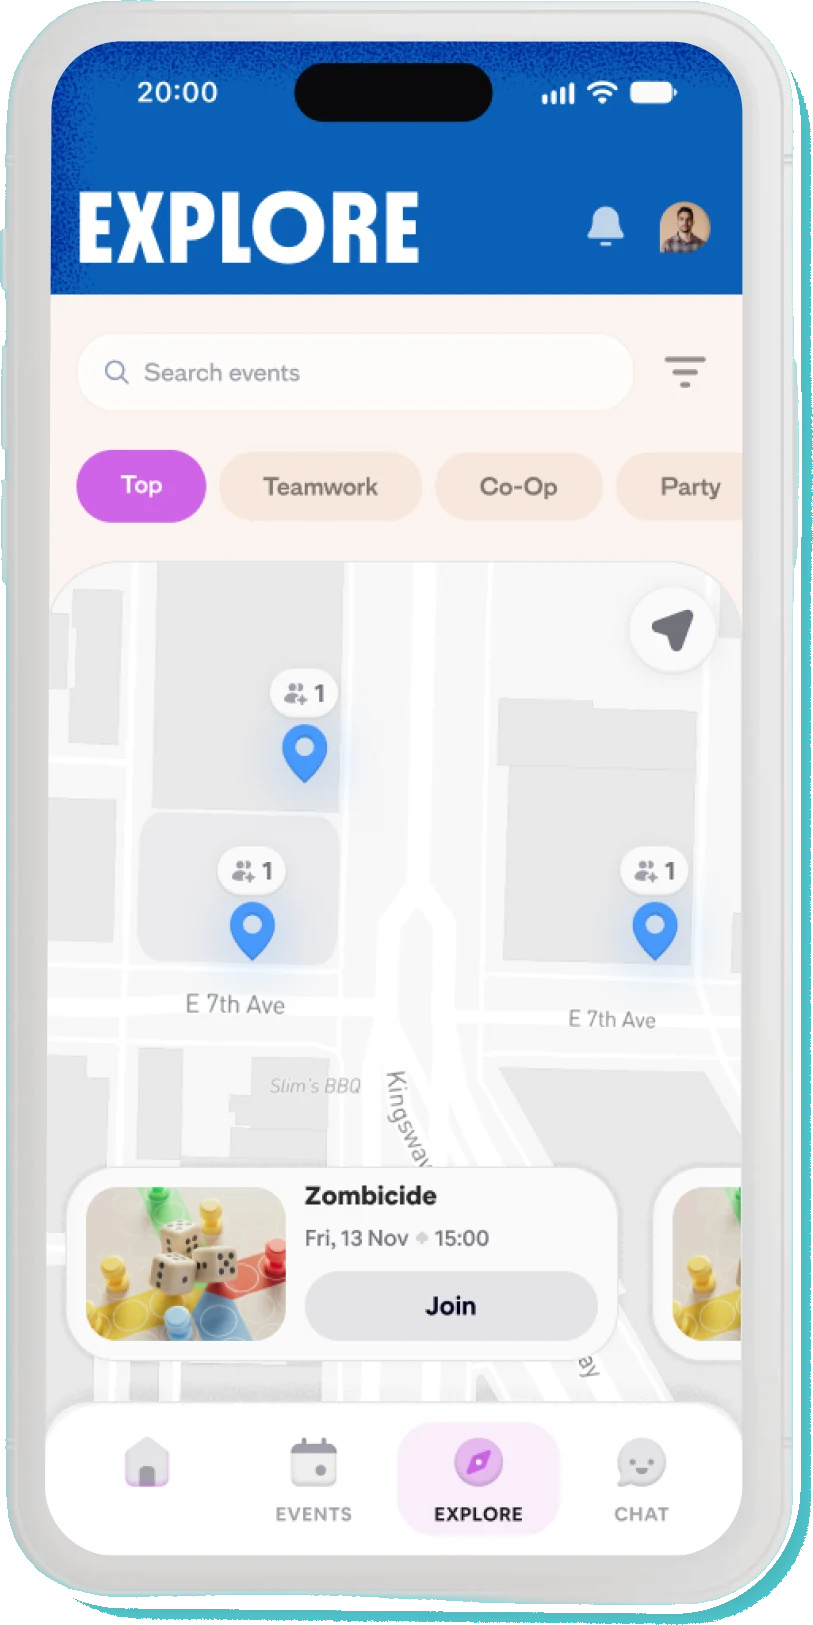 20:00
EXPLORE
Search events
Top
Teamwork
Co-Op
Party
1
1
1
E 7th Ave
E 7th Ave
Slim's BBQ
Kingsway
Zombicide
Fri, 13 Nov 15:00
Join
ay
EVENTS
EXPLORE
CHAT